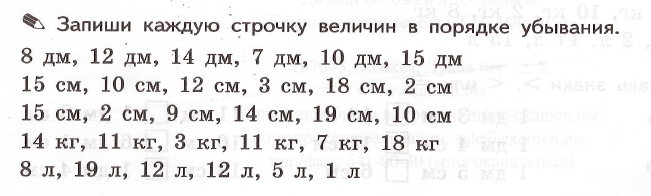 Запиши каждую строчку величин в порядке убывания.
8 дм, 12 дм, 14 дм, 7 дм, 10 дм, 15 дм
15 см, 10 см, 12 см, 3 см, 18 см, 2 см
15 см, 2 см, 9 см, 14 см, 19 см, 10 см
14 кг, 11 кг, 3 кг, 11 кг, 7 кг, 18 кг
8 л, 19 л, 12 л, 12 л, 5 л, 1 л